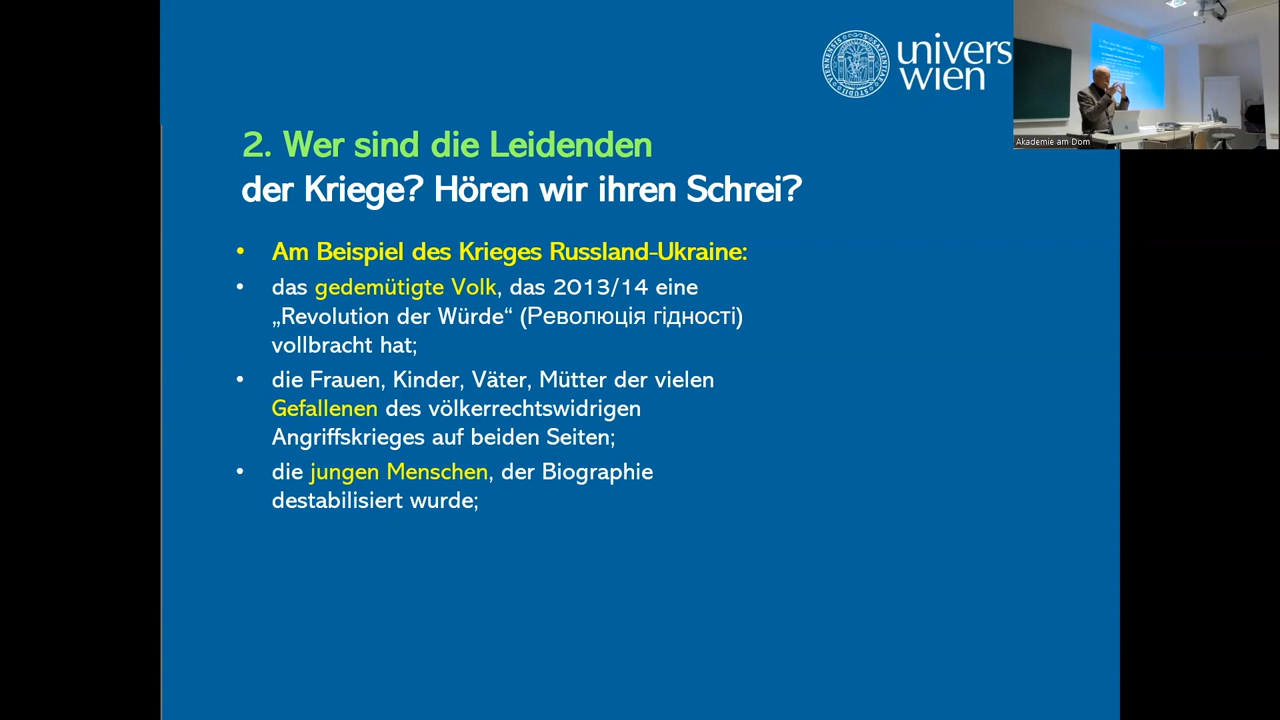 univers
wien
Akademie am Dom
2. Wer sind die Leidenden
der Kriege? Hören wir ihren Schrei?
• Am Beispiel des Krieges Russland-Ukraine:
• das gedemütigte Volk, das 2013/14 eine
„Revolution der Würde“ (Революція гідності)
vollbracht hat;
• die Frauen, Kinder, Väter, Mütter der vielen
Gefallenen des völkerrechtswidrigen
Angriffskrieges auf beiden Seiten;
• die jungen Menschen, der Biographie
destabilisiert wurde;